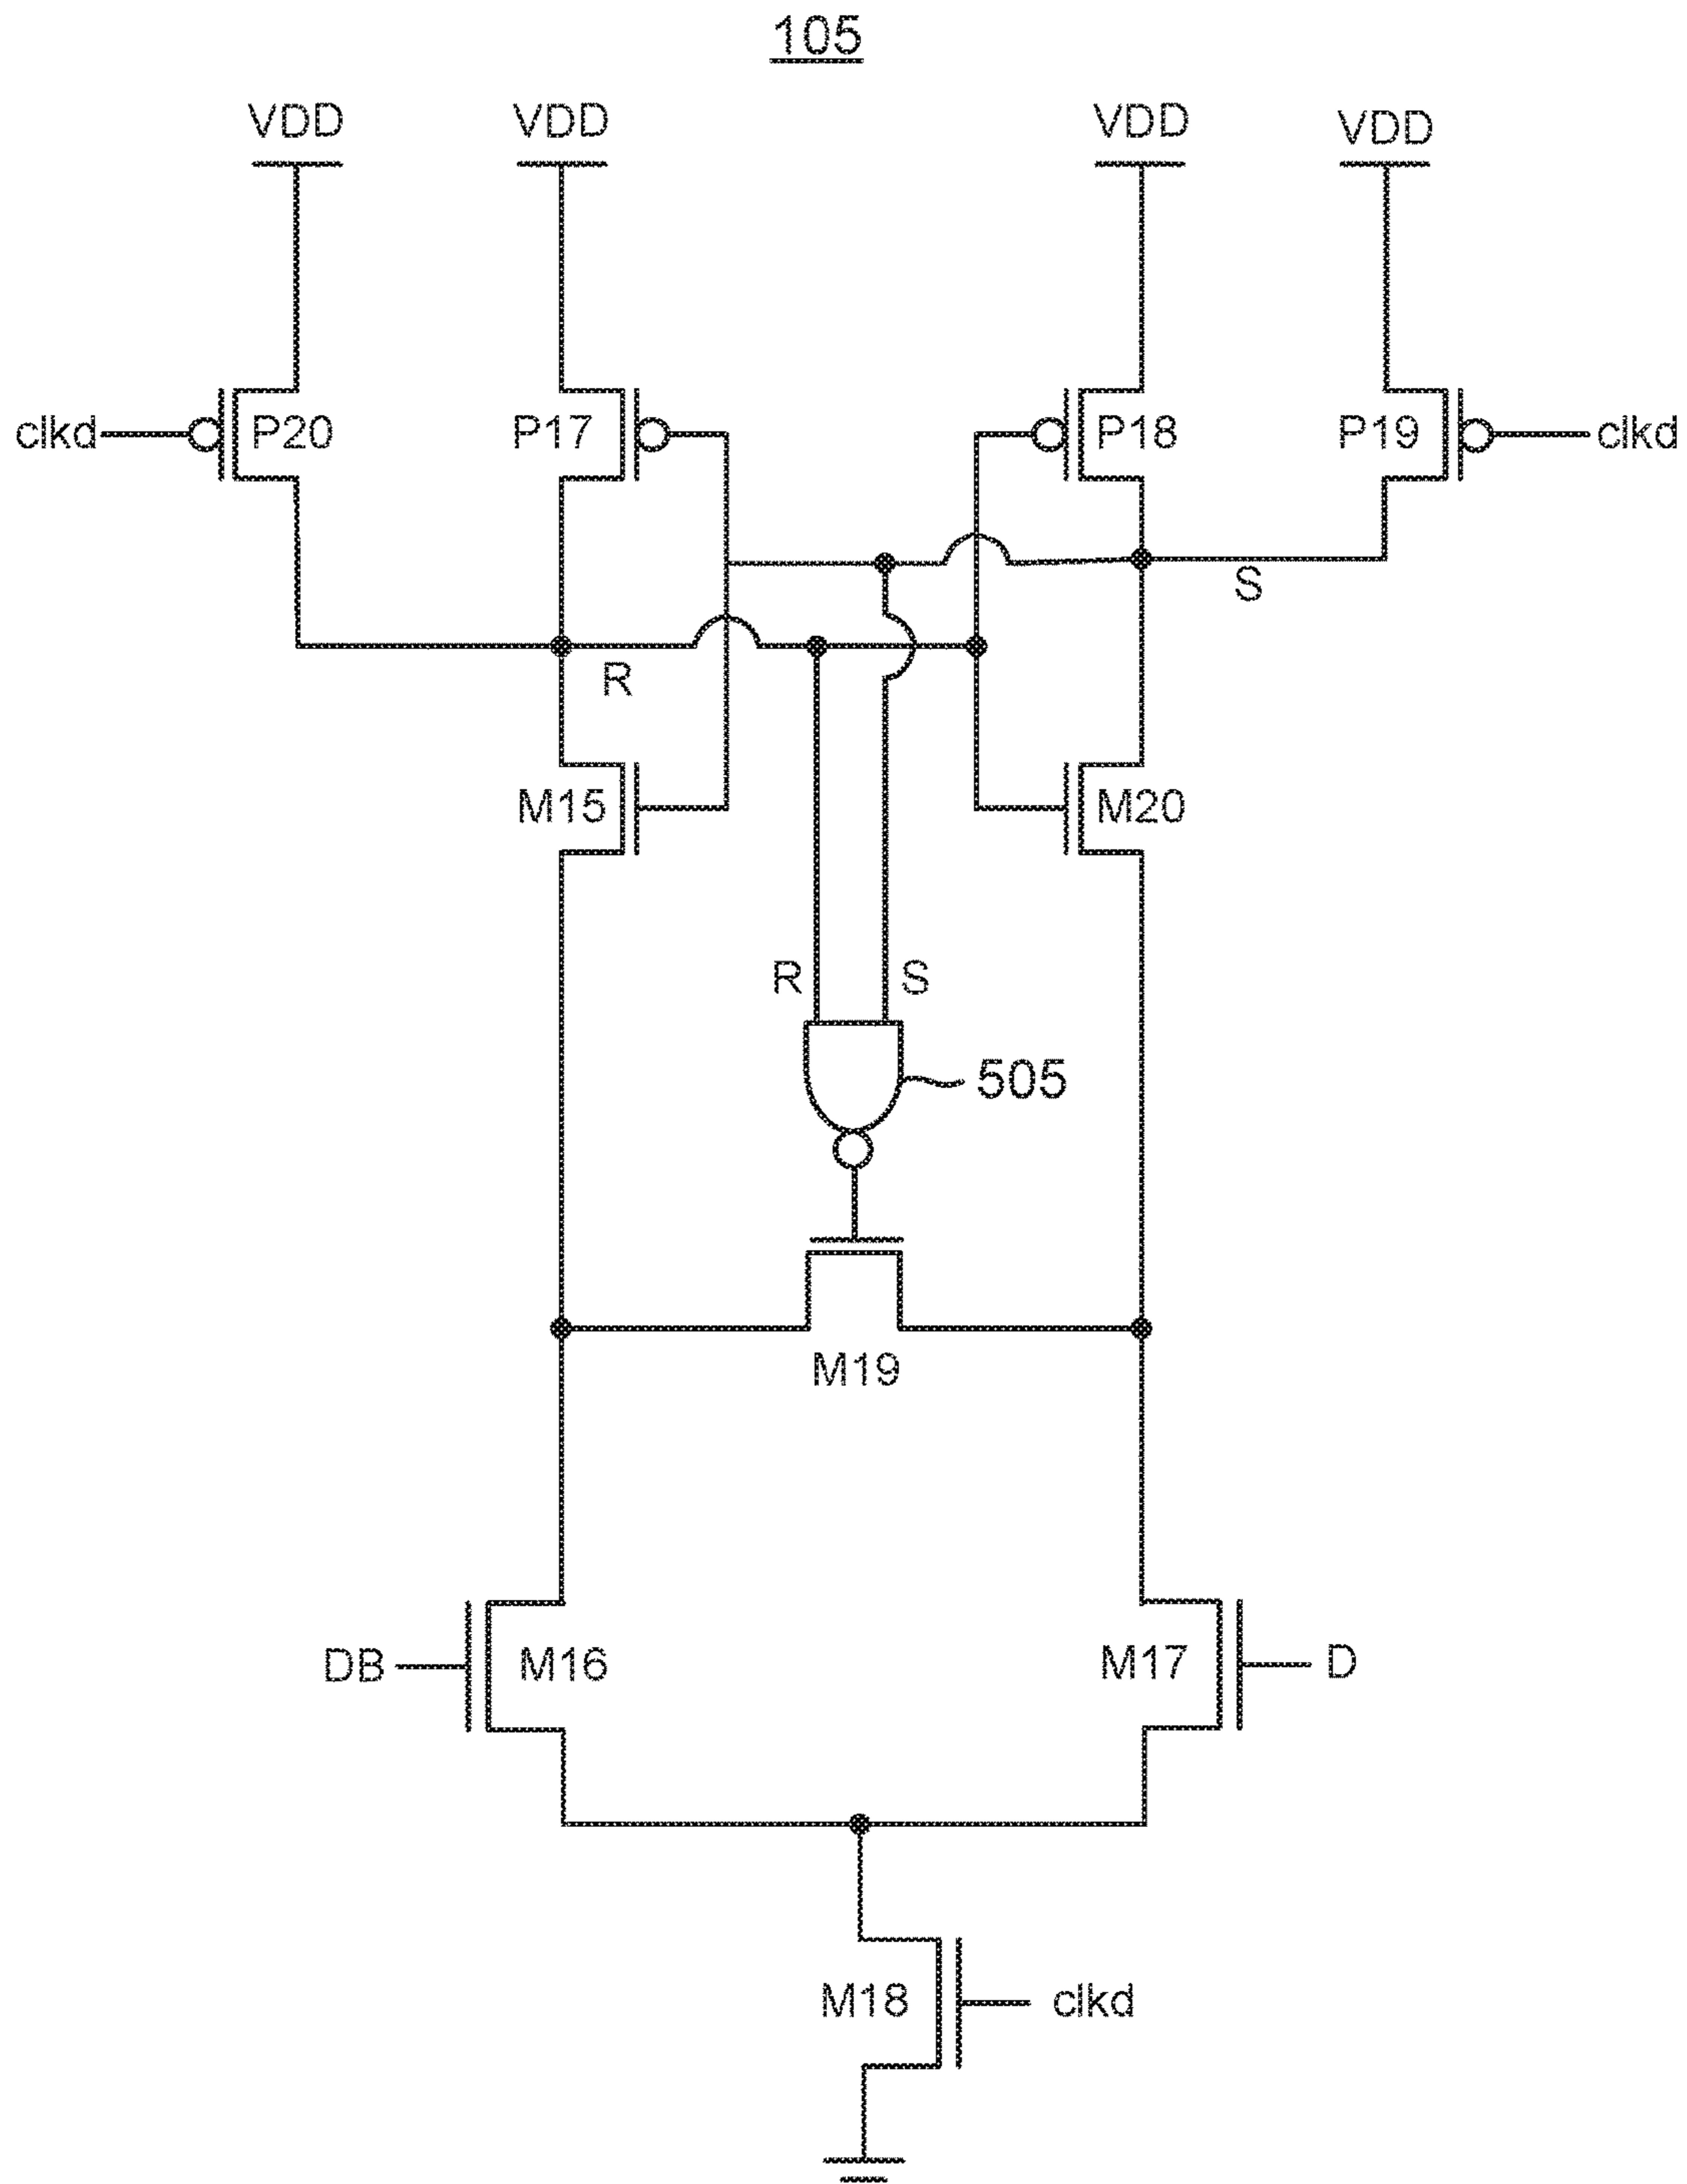 105
VDD VDD VDD VDD
clkd P20 P17 P18 P19 clkd
S
R
M15 M20
R S
505
M19
DB M16 M17 D
M18 clkd